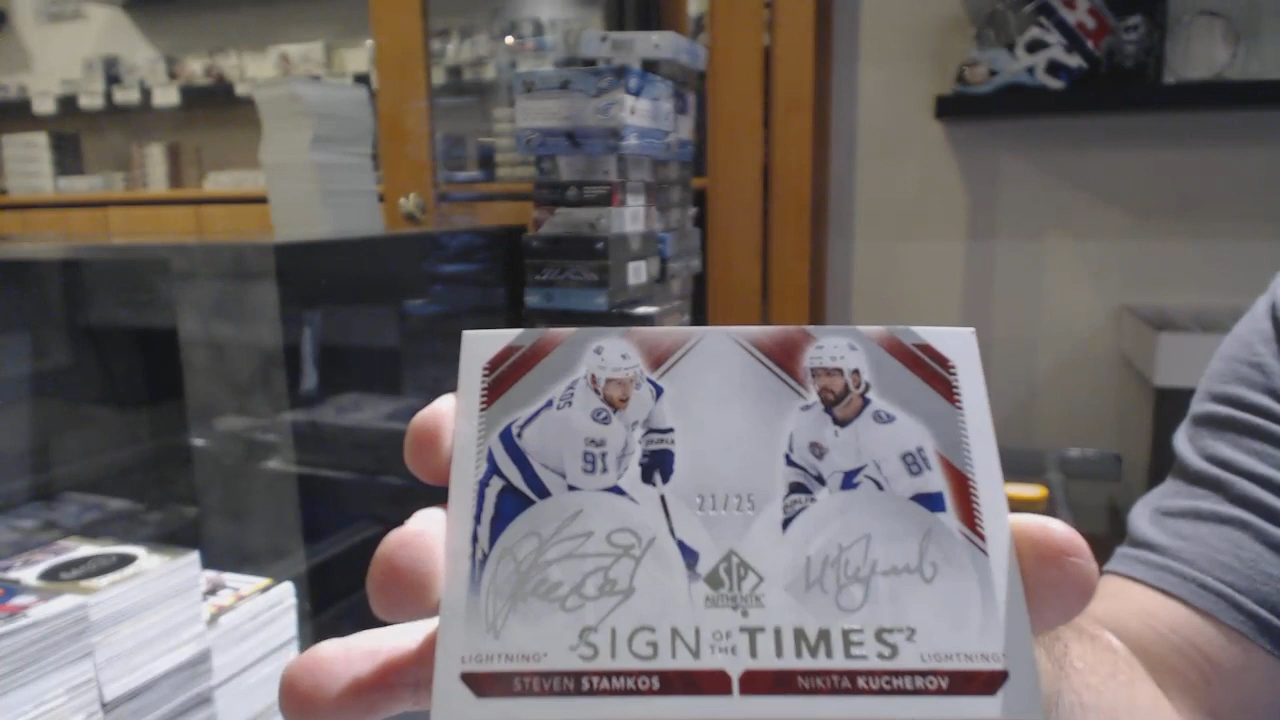 91
86
21/25
SP
AUTHENTIC
SIGN OF THE TIMES 2
LIGHTNING
LIGHTNING
STEVEN STAMKOS
NIKITA KUCHEROV